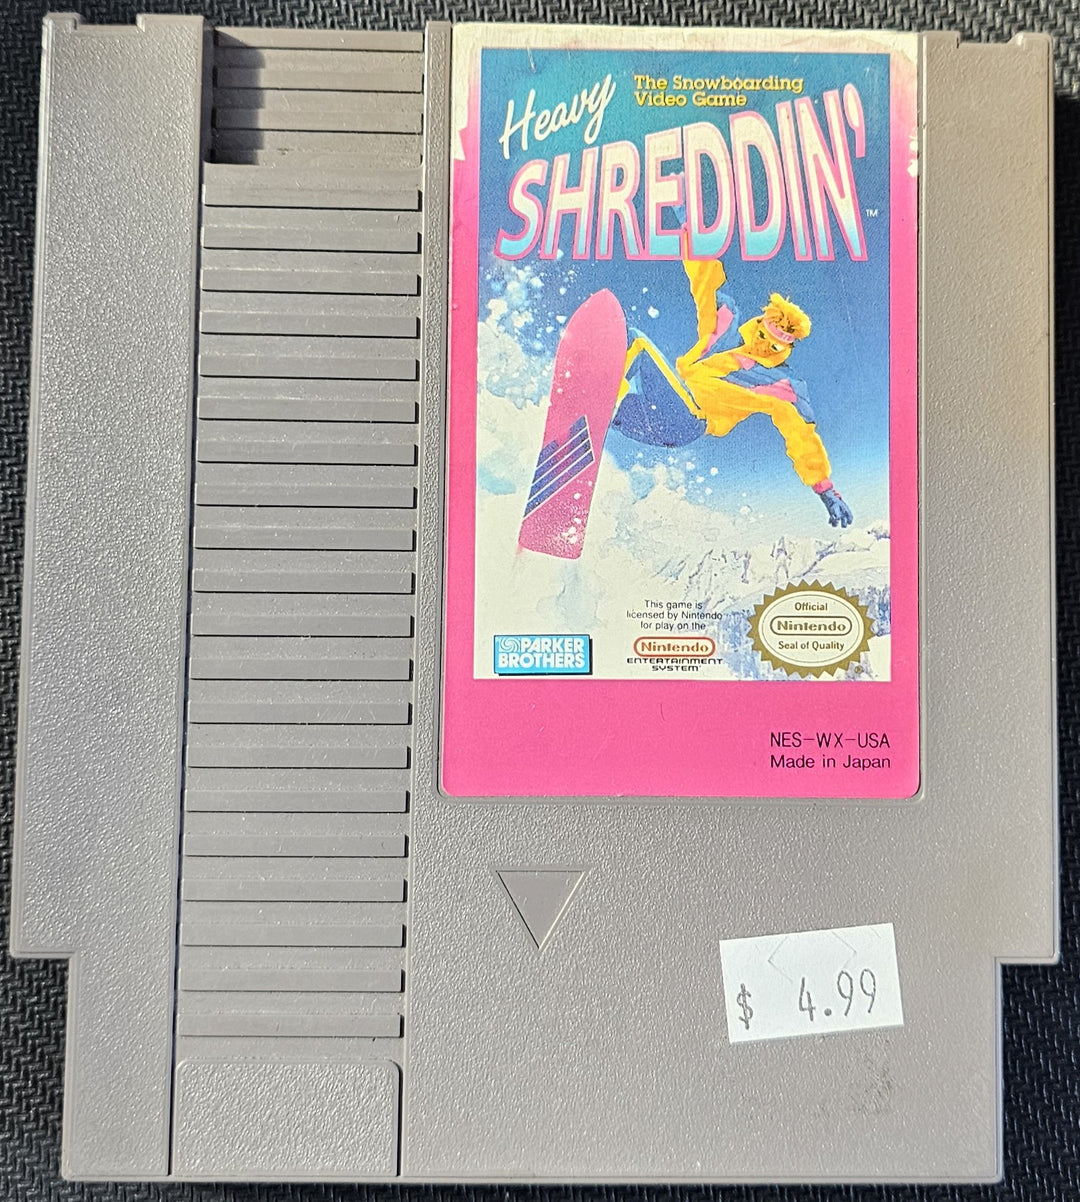 Heavy
The Snowboarding
Video Game
SHREDDIN'
TM
This game is
licensed by Nintendo
for play on the
Nintendo
ENTERTAINMENT
SYSTEM
PARKER
BROTHERS
Official
Nintendo
Seal of Quality
NES-WX-USA
Made in Japan
$ 4.99